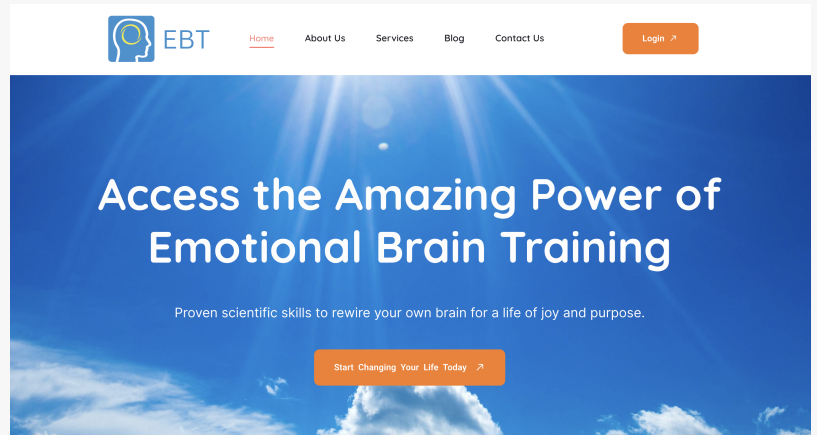 EBT
Home
About Us
Services
Blog
Contact Us
Login
Access the Amazing Power of
Emotional Brain Training
Proven scientific skills to rewire your own brain for a life of joy and purpose.
Start Changing Your Life Today